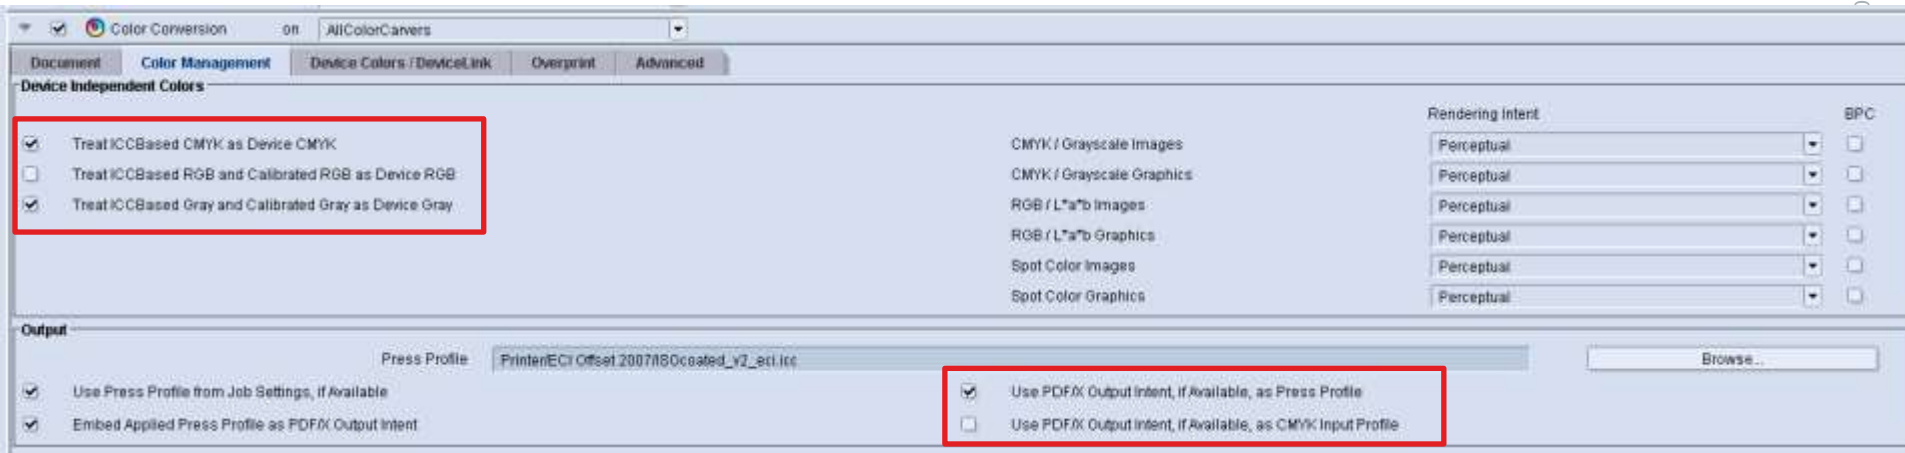 Color Conversion on AllColorCarvers
Document Color Management Device Colors / DeviceLink Overprint Advanced
Device Independent Colors
Rendering Intent BPC
Treat ICCBased CMYK as Device CMYK CMYK / Grayscale Images Perceptual
Treat ICCBased RGB and Calibrated RGB as Device RGB CMYK / Grayscale Graphics Perceptual
Treat ICCBased Gray and Calibrated Gray as Device Gray RGB / L*a*b Images Perceptual
RGB / L*a*b Graphics Perceptual
Spot Color Images Perceptual
Spot Color Graphics Perceptual
Output
Press Profile Printer/ECI Offset 2007/ISOcoated_v2_eci.icc Browse...
Use Press Profile from Job Settings, if Available Use PDF/X Output Intent, if Available, as Press Profile
Embed Applied Press Profile as PDF/X Output Intent Use PDF/X Output Intent, if Available, as CMYK Input Profile